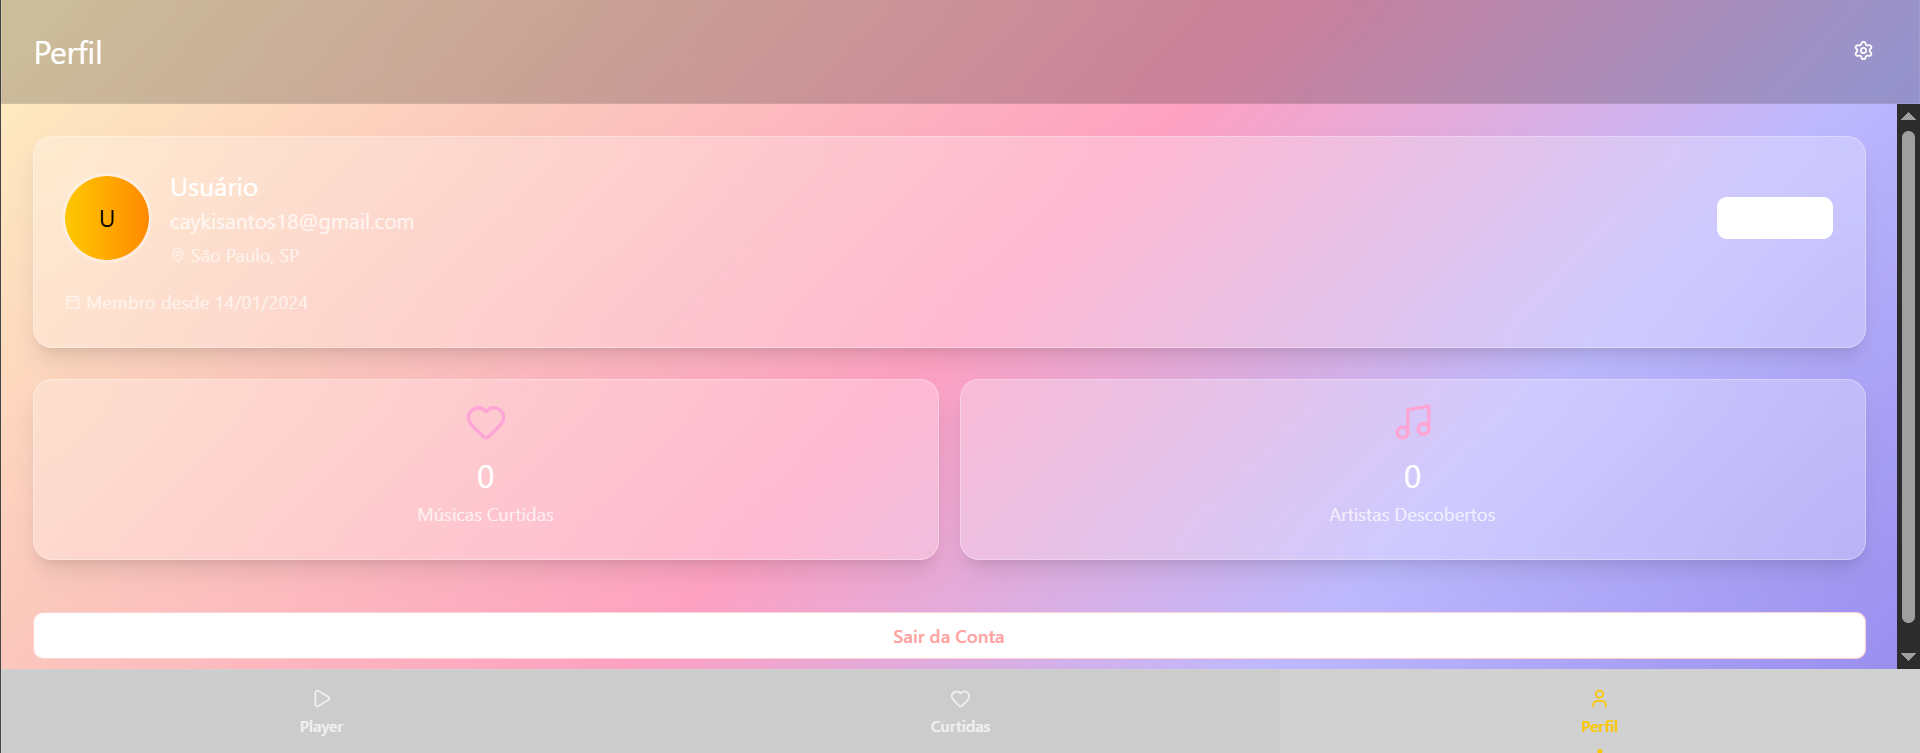 Perfil
U
Usuário
caykisantos18@gmail.com
São Paulo, SP
Membro desde 14/01/2024
0
Músicas Curtidas
0
Artistas Descobertos
Sair da Conta
Player
Curtidas
Perfil